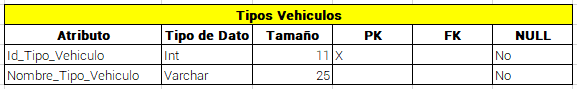 Tipos Vehiculos
Atributo Tipo de Dato Tamaño PK FK NULL
Id_Tipo_Vehiculo Int 11 X No
Nombre_Tipo_Vehiculo Varchar 25 No